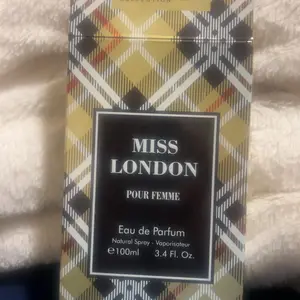 MISS
LONDON
POUR FEMME
Eau de Parfum
Natural Spray - Vaporisateur
℮100ml 3.4 Fl. Oz.